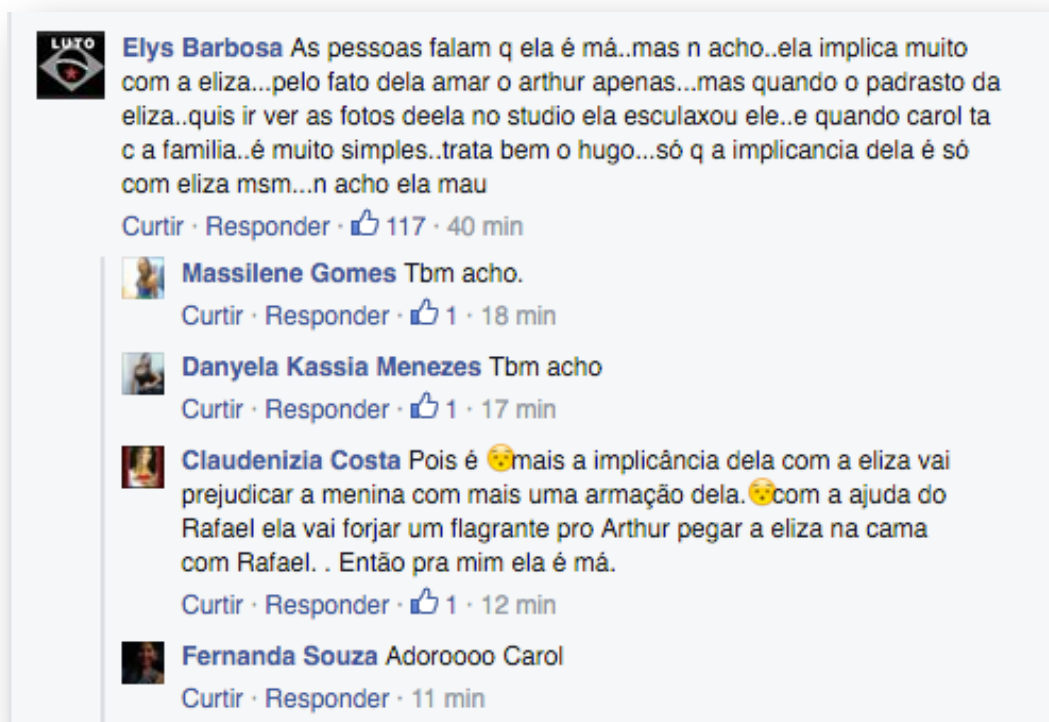 LUTO
Elys Barbosa As pessoas falam q ela é má..mas n acho..ela implica muito
com a eliza...pelo fato dela amar o arthur apenas...mas quando o padrasto da
eliza..quis ir ver as fotos deela no studio ela esculaxou ele..e quando carol ta
c a familia..é muito simples..trata bem o hugo...só q a implicancia dela é só
com eliza msm...n acho ela mau
Curtir · Responder · 117 · 40 min
Massilene Gomes Tbm acho.
Curtir · Responder · 1 · 18 min
Danyela Kassia Menezes Tbm acho
Curtir · Responder · 1 · 17 min
Claudenizia Costa Pois é 😚mais a implicância dela com a eliza vai
prejudicar a menina com mais uma armação dela.😚com a ajuda do
Rafael ela vai forjar um flagrante pro Arthur pegar a eliza na cama
com Rafael. . Então pra mim ela é má.
Curtir · Responder · 1 · 12 min
Fernanda Souza Adoroooo Carol
Curtir · Responder · 11 min